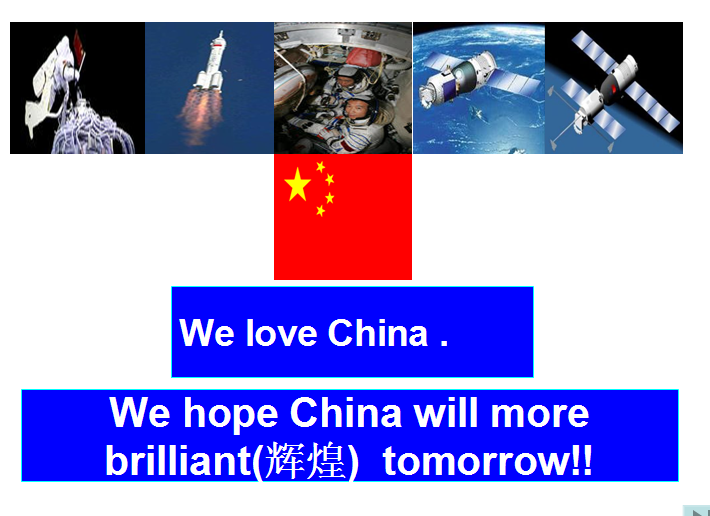 We love China .
We hope China will more
brilliant(辉煌)  tomorrow!!